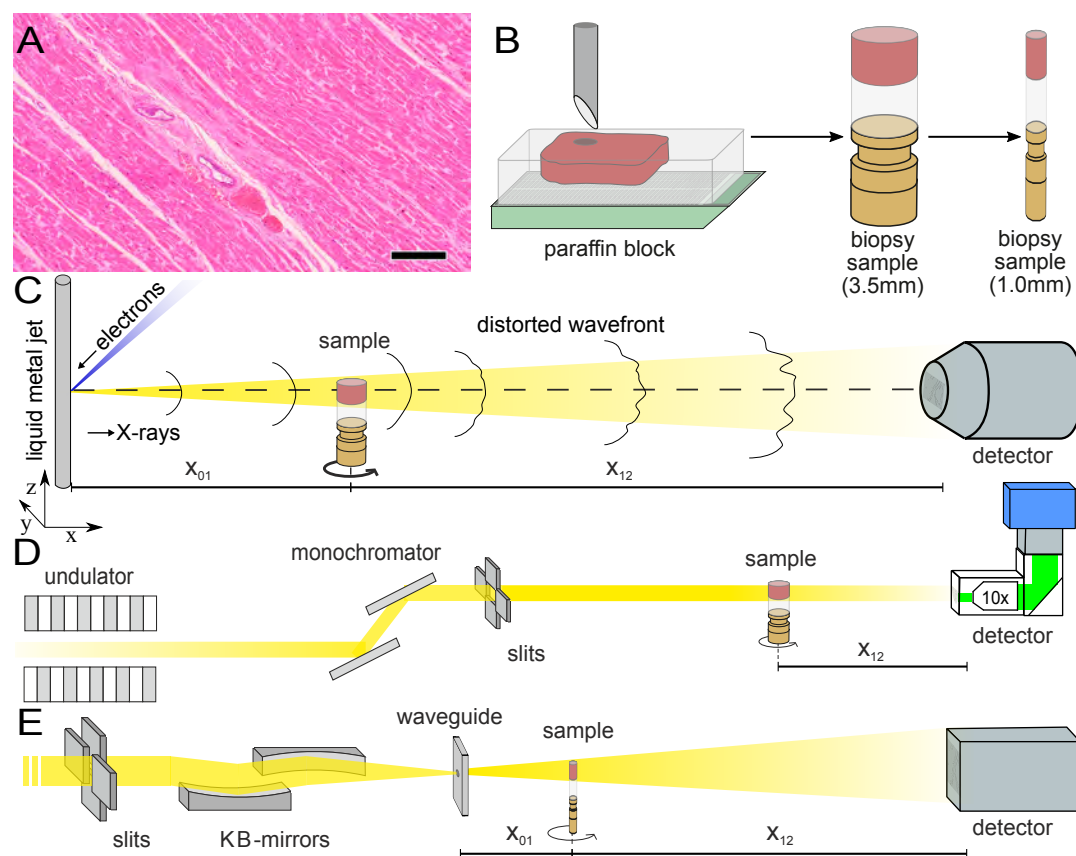 A
B
paraffin block
biopsy
sample
(3.5mm)
biopsy
sample
(1.0mm)
C
liquid metal jet
electrons
sample
distorted wavefront
X-rays
detector
x₀₁
x₁₂
z
y
x
D
undulator
monochromator
slits
sample
10x
detector
x₁₂
E
slits
KB-mirrors
waveguide
sample
detector
x₀₁
x₁₂